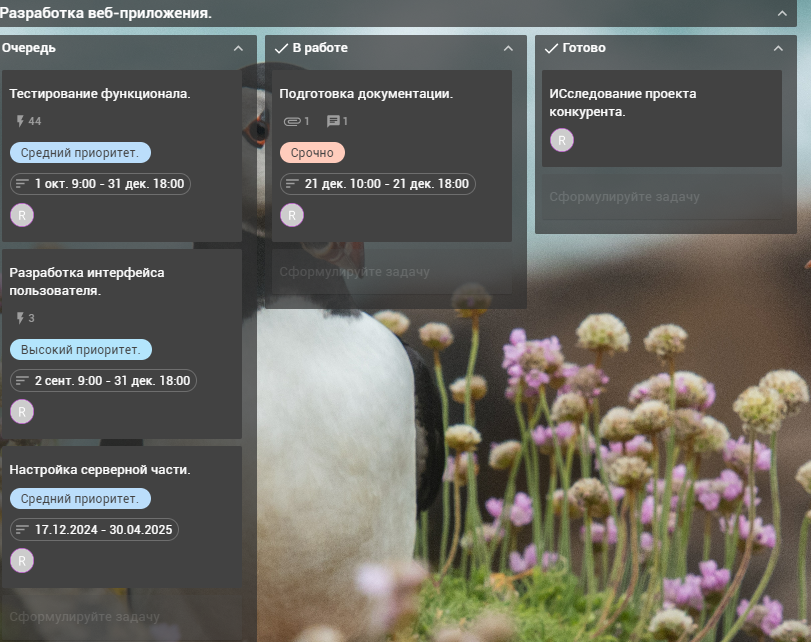 Разработка веб-приложения.
Очередь
Тестирование функционала.
44
Средний приоритет.
1 окт. 9:00 - 31 дек. 18:00
R
Разработка интерфейса
пользователя.
3
Высокий приоритет.
2 сент. 9:00 - 31 дек. 18:00
R
Настройка серверной части.
Средний приоритет.
17.12.2024 - 30.04.2025
R
Сформулируйте задачу
В работе
Подготовка документации.
1 1
Срочно
21 дек. 10:00 - 21 дек. 18:00
R
Сформулируйте задачу
Готово
ИСследование проекта
конкурента.
R
Сформулируйте задачу